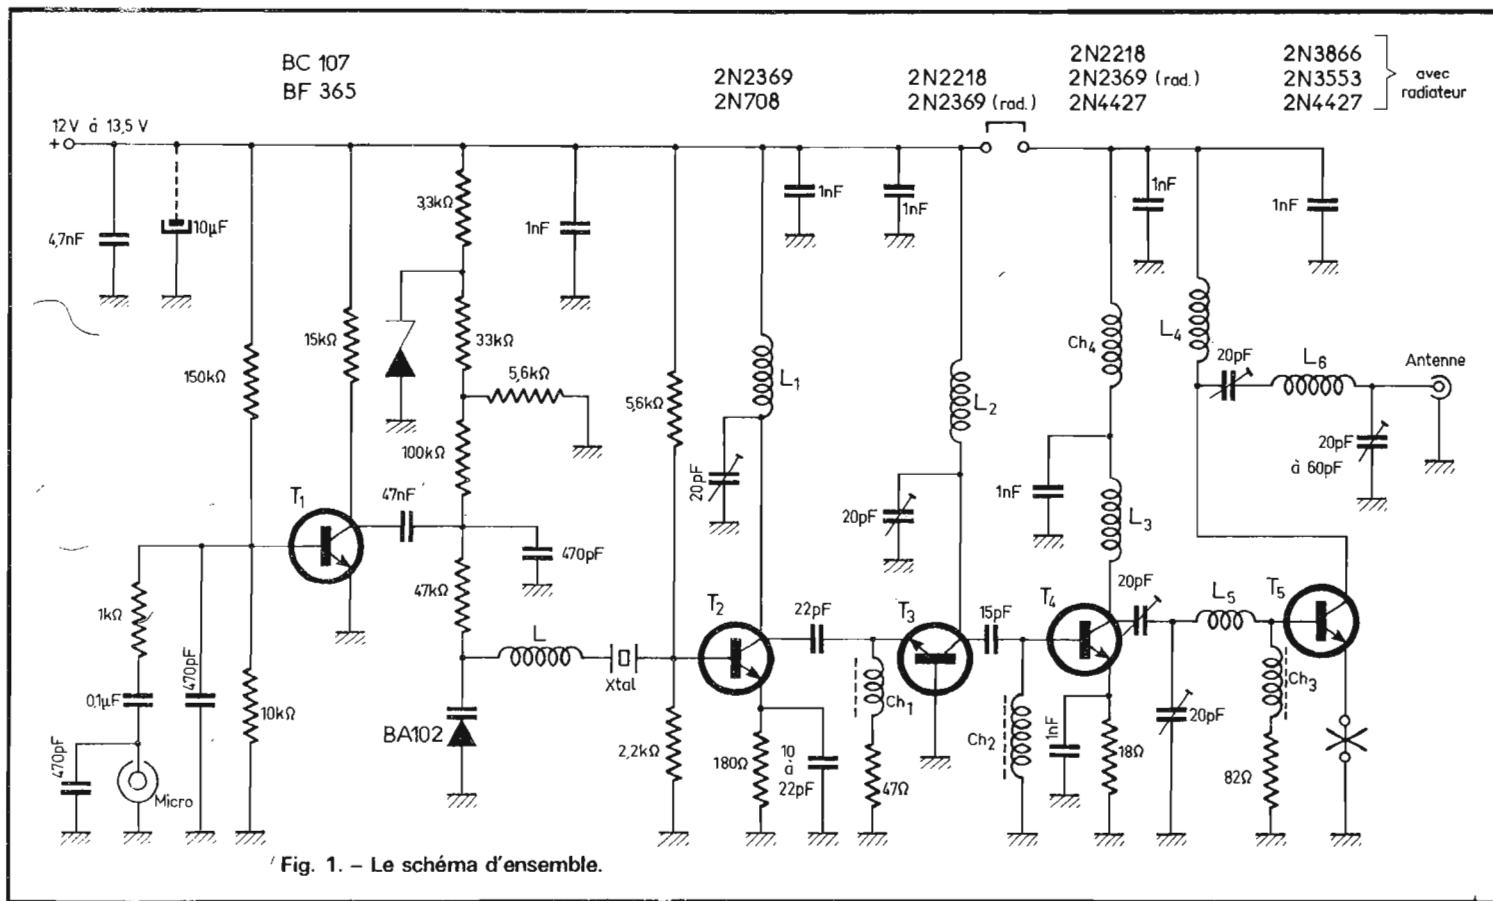 BC 107
BF 365
2N2369
2N708
2N2218
2N2369 (rad.)
2N2218
2N2369 (rad.)
2N4427
2N3866
2N3553
2N4427
avec
radiateur
12V à 13,5 V
+
4,7nF
10µF
150kΩ
15kΩ
3,3kΩ
33kΩ
5,6kΩ
100kΩ
1nF
5,6kΩ
L1
20pF
1nF
1nF
L2
20pF
Ch4
1nF
L3
1nF
L4
1nF
20pF
L6
Antenne
20pF
à 60pF
T1
47nF
470pF
47kΩ
1kΩ
0,1µF
470pF
470pF
Micro
10kΩ
L
Xtal
BA102
2,2kΩ
T2
180Ω
10
à
22pF
22pF
Ch1
47Ω
T3
15pF
Ch2
T4
1nF
18Ω
20pF
20pF
L5
T5
Ch3
82Ω
Fig. 1. – Le schéma d'ensemble.